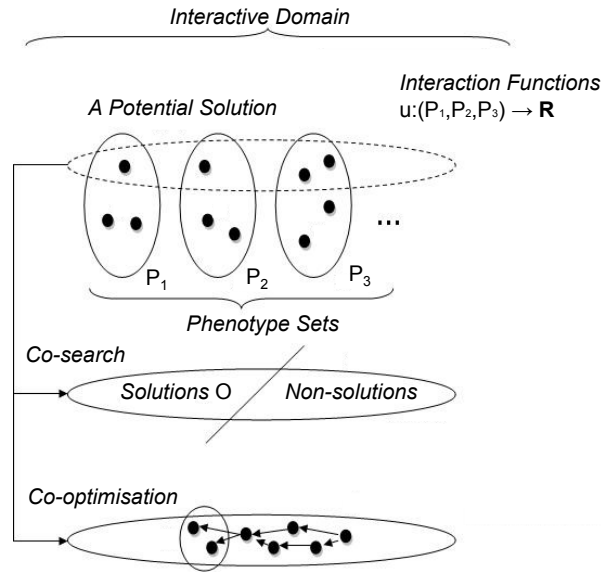 Interactive Domain
Interaction Functions
u:(P₁,P₂,P₃) → R
A Potential Solution
...
P₁
P₂
P₃
Phenotype Sets
Co-search
Solutions O
Non-solutions
Co-optimisation